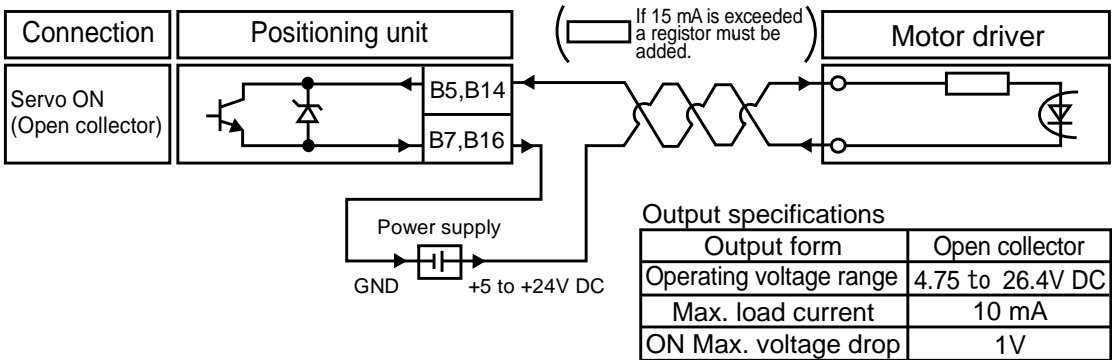 If 15 mA is exceeded
a registor must be
added.
Connection
Positioning unit
Motor driver
Servo ON
(Open collector)
B5,B14
B7,B16
Power supply
GND
+5 to +24V DC
Output specifications
Output form Open collector
Operating voltage range 4.75 to 26.4V DC
Max. load current 10 mA
ON Max. voltage drop 1V